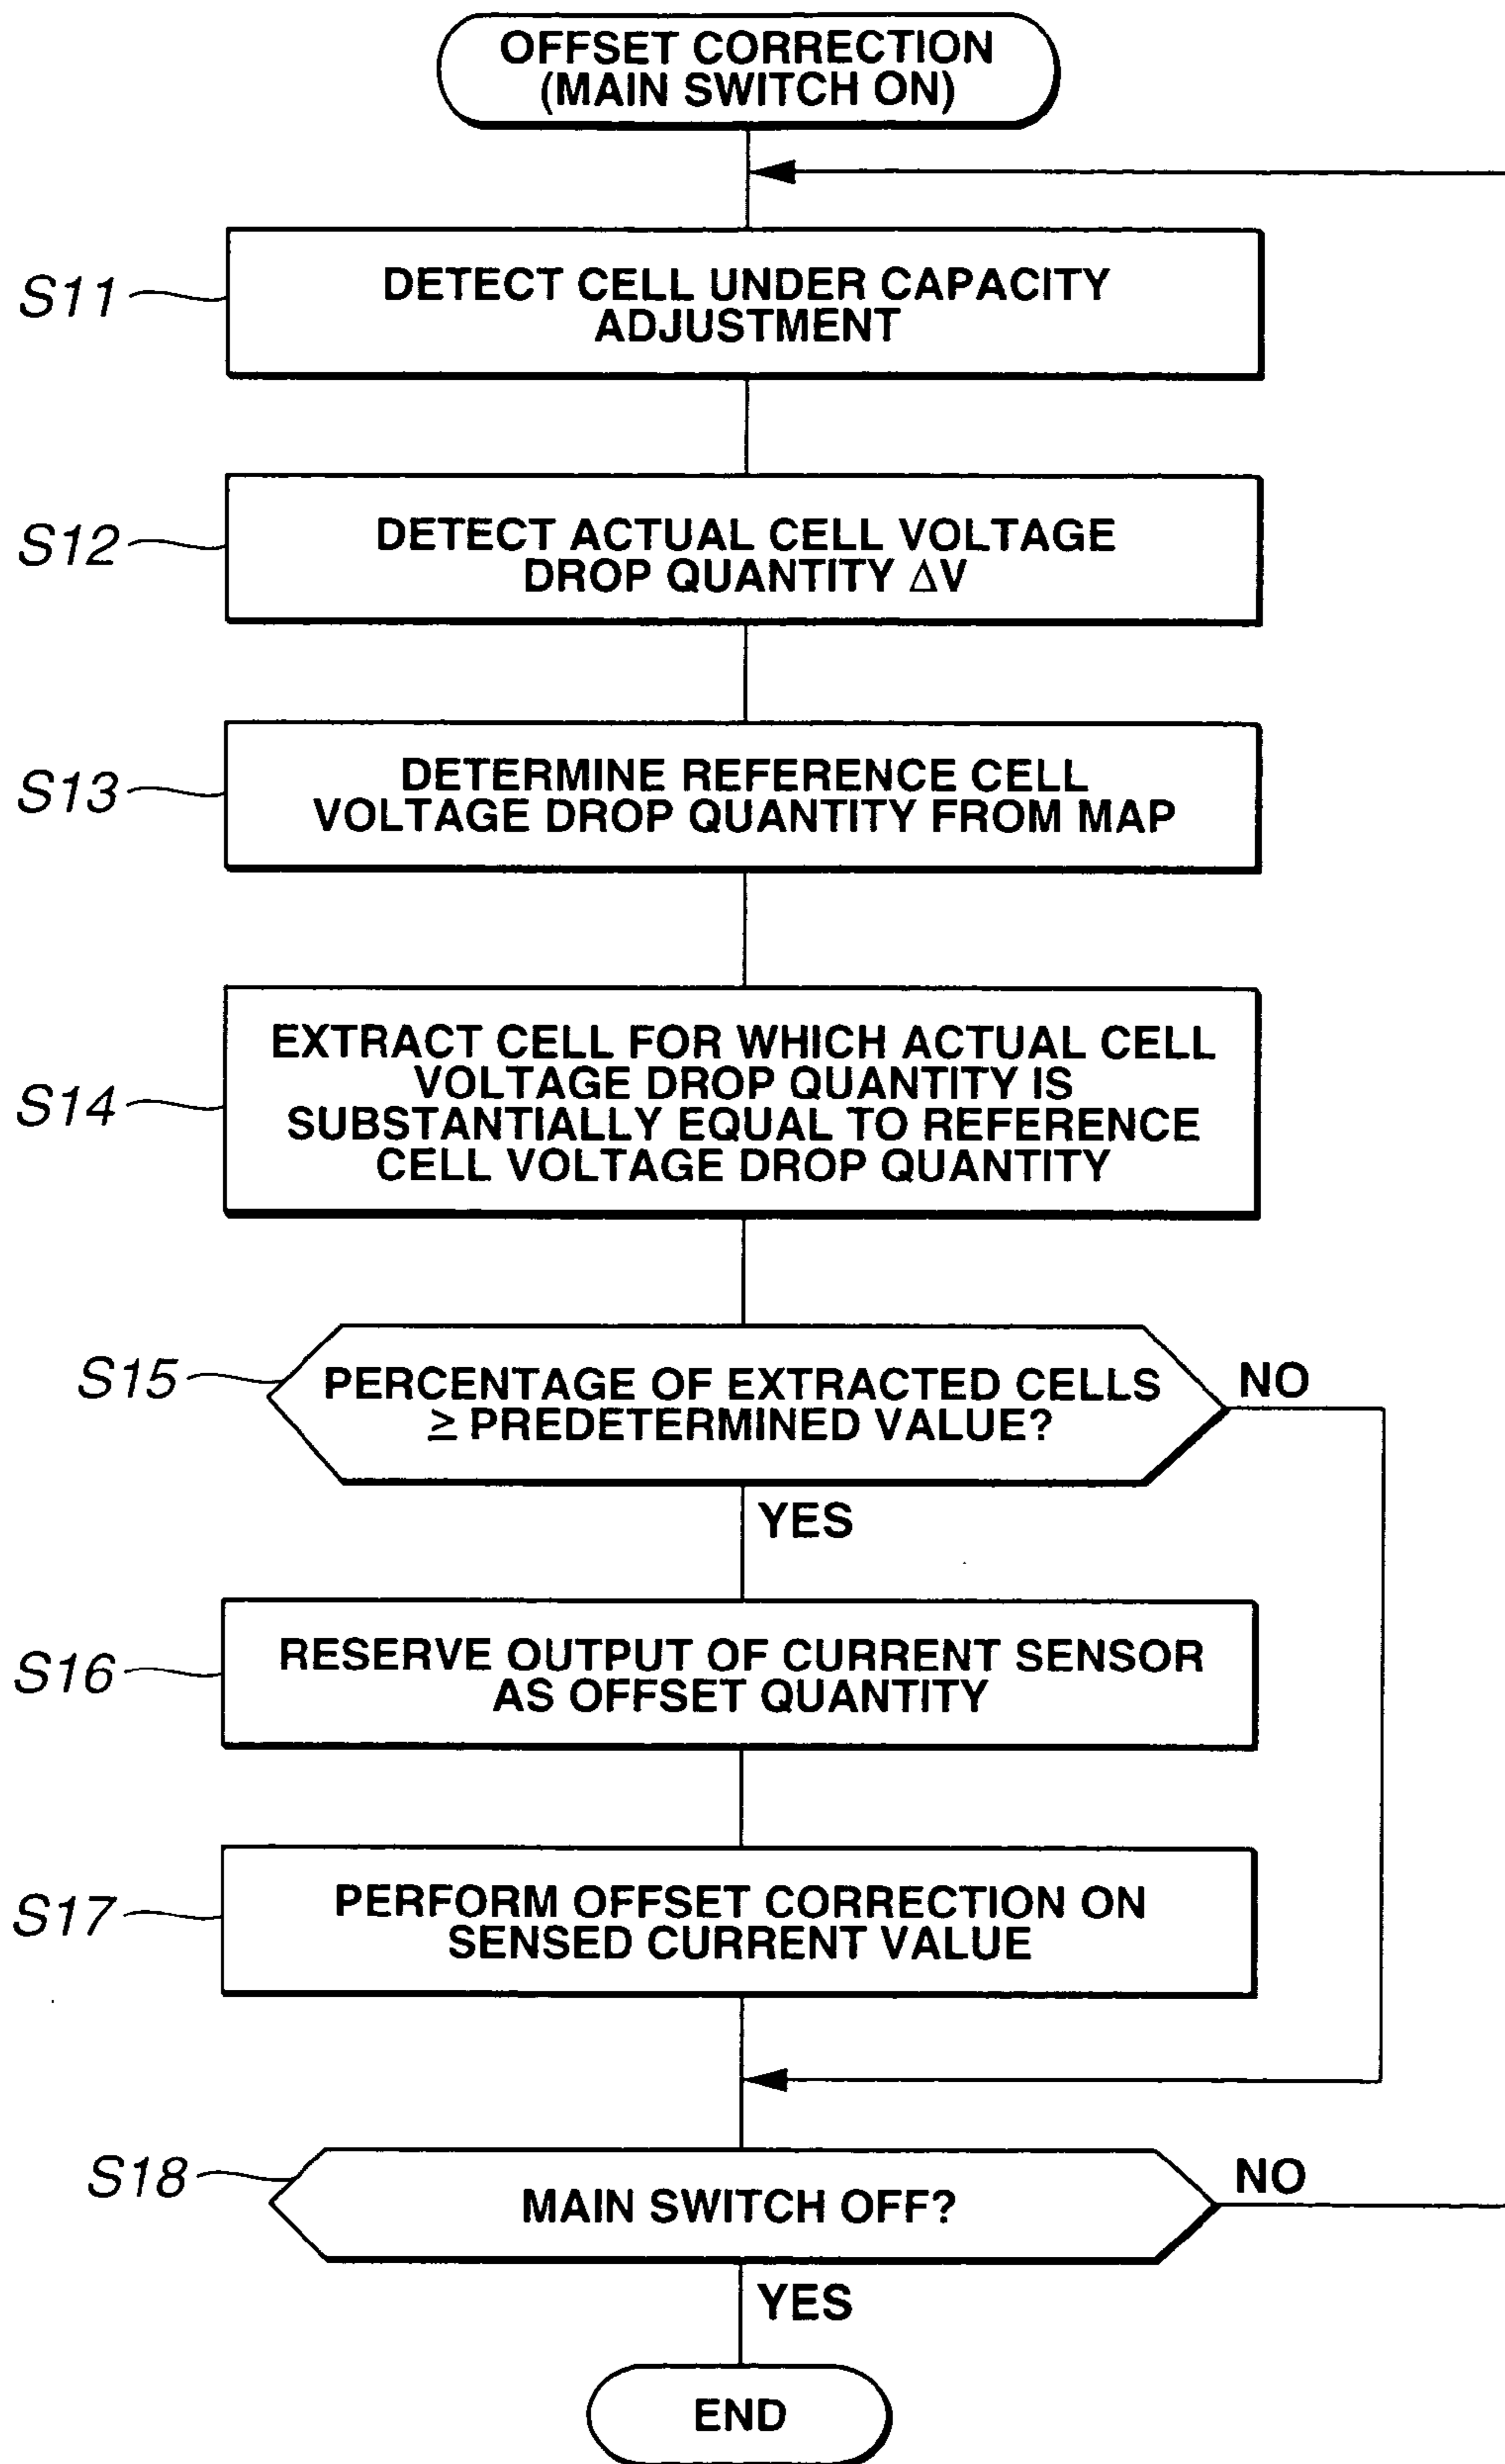 OFFSET CORRECTION
(MAIN SWITCH ON)
S11
DETECT CELL UNDER CAPACITY
ADJUSTMENT
S12
DETECT ACTUAL CELL VOLTAGE
DROP QUANTITY ΔV
S13
DETERMINE REFERENCE CELL
VOLTAGE DROP QUANTITY FROM MAP
S14
EXTRACT CELL FOR WHICH ACTUAL CELL
VOLTAGE DROP QUANTITY IS
SUBSTANTIALLY EQUAL TO REFERENCE
CELL VOLTAGE DROP QUANTITY
S15
PERCENTAGE OF EXTRACTED CELLS
≥ PREDETERMINED VALUE?
NO
YES
S16
RESERVE OUTPUT OF CURRENT SENSOR
AS OFFSET QUANTITY
S17
PERFORM OFFSET CORRECTION ON
SENSED CURRENT VALUE
S18
MAIN SWITCH OFF?
NO
YES
END